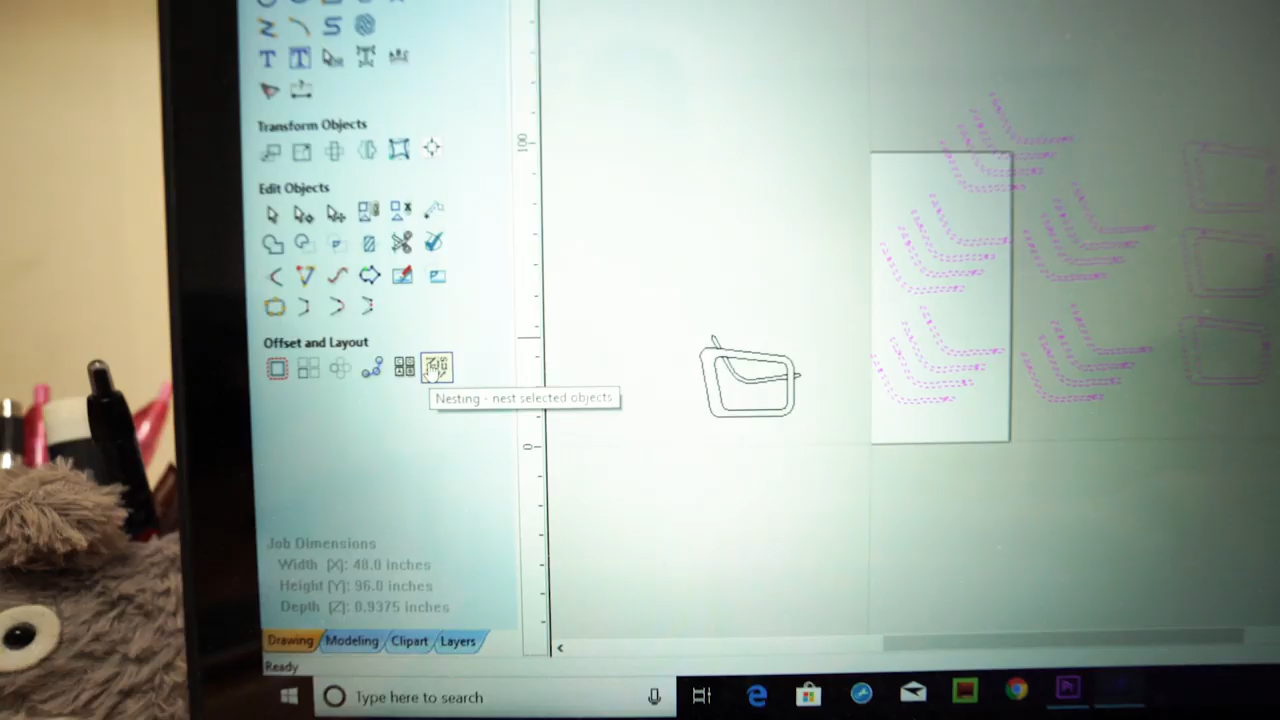 Transform Objects
100
Edit Objects
Offset and Layout
Nesting - nest selected objects
0
Job Dimensions
Width [X]: 48.0 inches
Height [Y]: 96.0 inches
Depth [Z]: 0.9375 inches
Drawing Modeling Clipart Layers
Ready
Type here to search